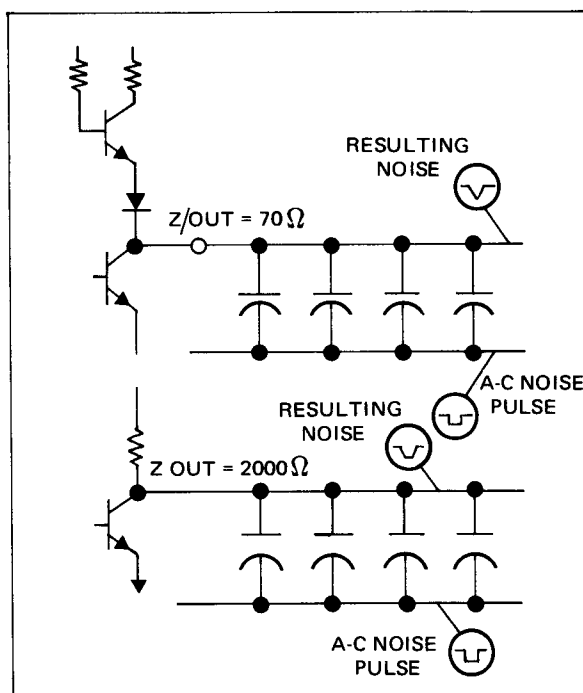 RESULTING
NOISE
Z/OUT = 70Ω
A-C NOISE
PULSE
RESULTING
NOISE
Z OUT = 2000Ω
A-C NOISE
PULSE